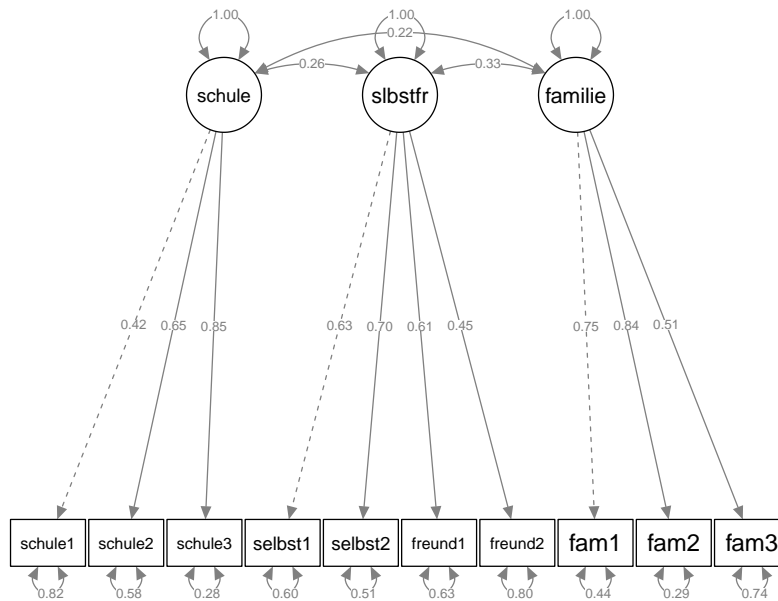 1.00 1.00 1.00
0.22
0.26 0.33
schule slbstfr familie
0.42 0.65 0.85 0.63 0.70 0.61 0.45 0.75 0.84 0.51
schule1 schule2 schule3 selbst1 selbst2 freund1 freund2 fam1 fam2 fam3
0.82 0.58 0.28 0.60 0.51 0.63 0.80 0.44 0.29 0.74